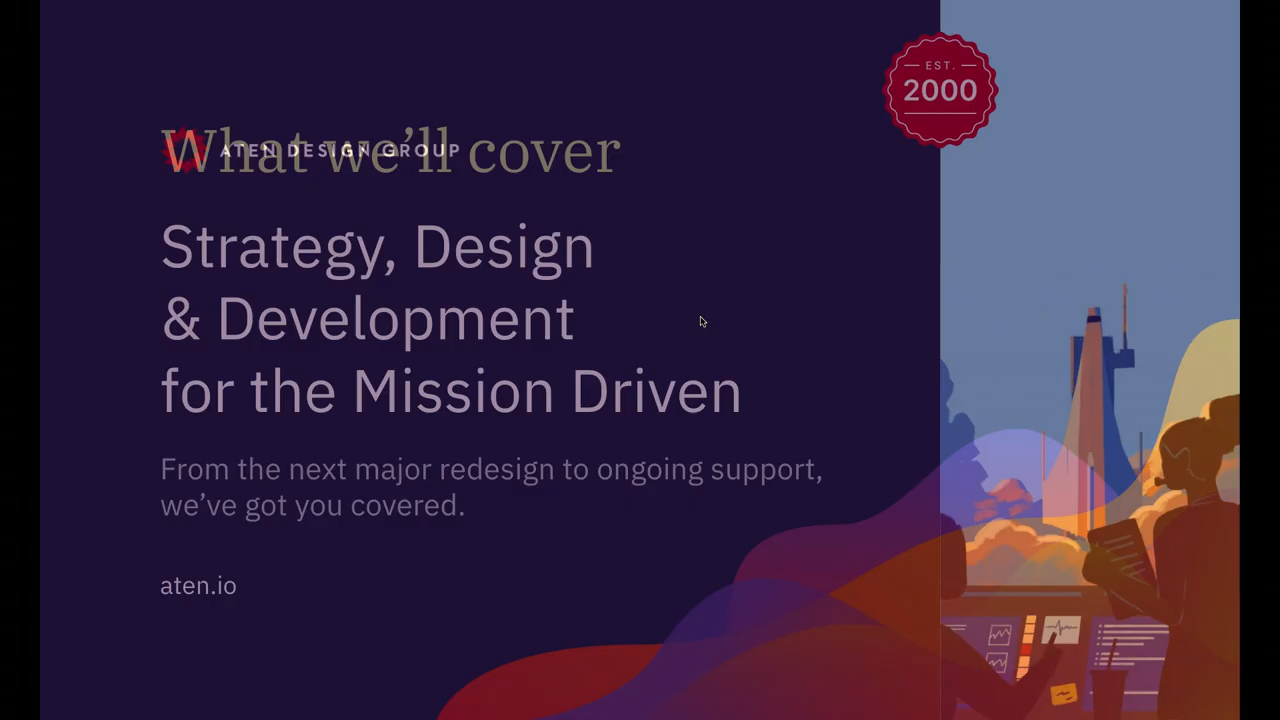 EST.
2000
What we’ll cover
ATEN DESIGN GROUP
Strategy, Design
& Development
for the Mission Driven
From the next major redesign to ongoing support,
we’ve got you covered.
aten.io